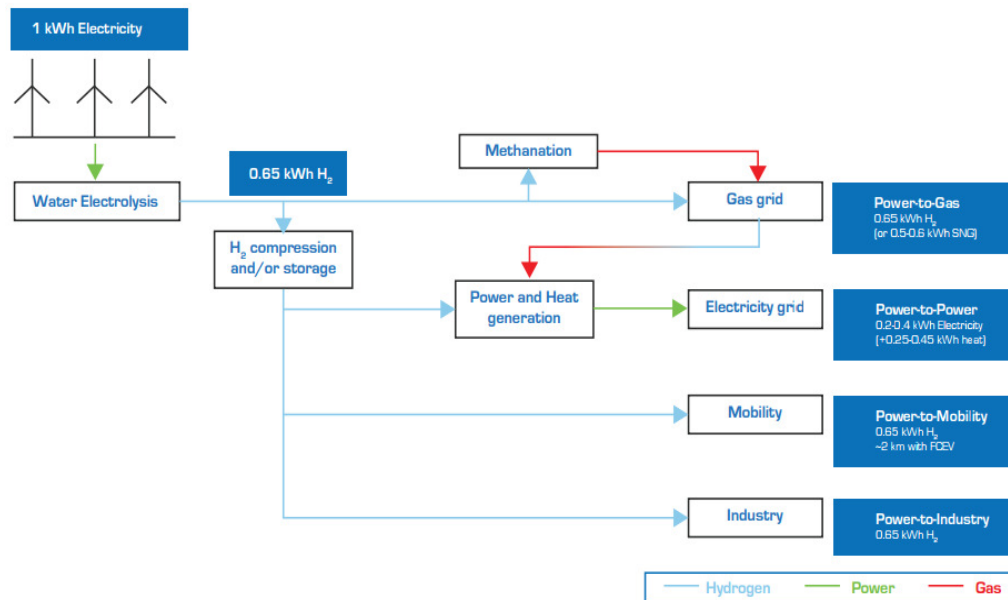 1 kWh Electricity
Water Electrolysis
0.65 kWh H₂
Methanation
Gas grid
Power-to-Gas
0.65 kWh H₂
(or 0.5-0.6 kWh SNG)
H₂ compression
and/or storage
Power and Heat
generation
Electricity grid
Power-to-Power
0.2-0.4 kWh Electricity
(+0.25-0.45 kWh heat)
Mobility
Power-to-Mobility
0.65 kWh H₂
~2 km with FCEV
Industry
Power-to-Industry
0.65 kWh H₂
Hydrogen Power Gas